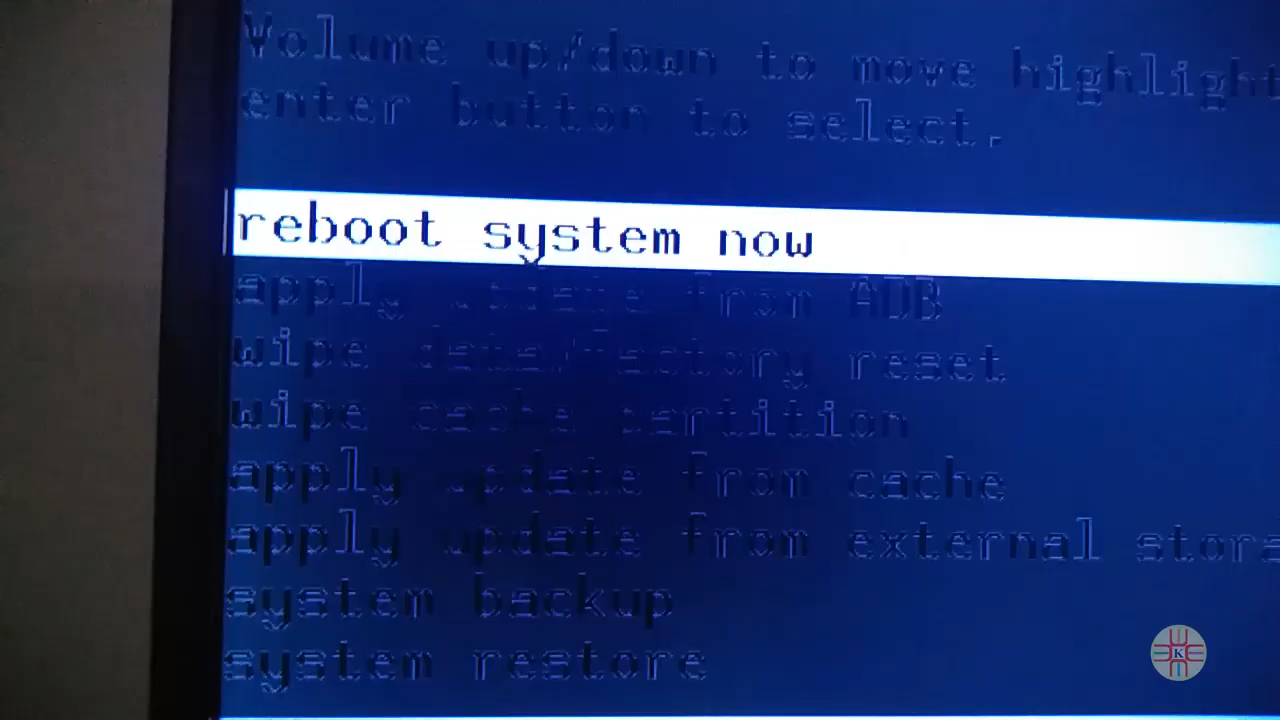 Volume up/down to move highlight
enter button to select.
reboot system now
apply update from ADB
wipe data/factory reset
wipe cache partition
apply update from cache
apply update from external
system backup
system restore
K